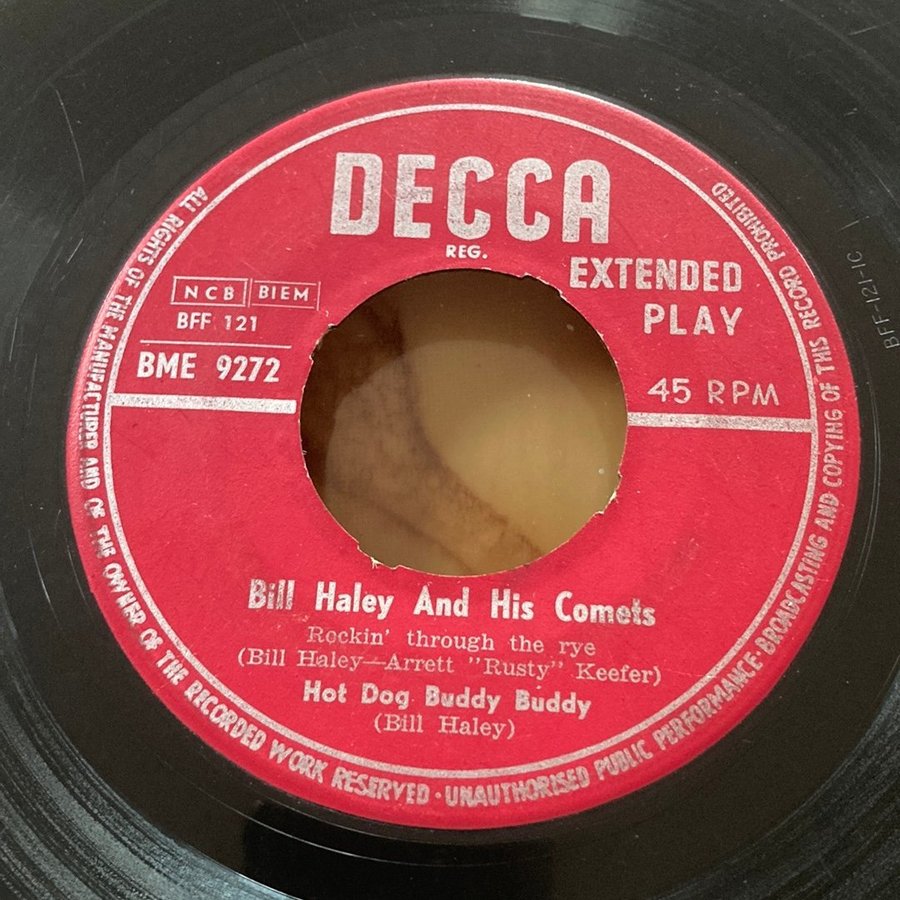 DECCA
REG.
EXTENDED
PLAY
NCB BIEM
BFF 121
BME 9272
45 RPM
Bill Haley And His Comets
Rockin' through the rye
(Bill Haley—Arrett "Rusty" Keefer)
Hot Dog Buddy Buddy
(Bill Haley)
ALL RIGHTS OF THE MANUFACTURER AND OF THE OWNER OF THE RECORDED WORK RESERVED · UNAUTHORISED PUBLIC PERFORMANCE · BROADCASTING AND COPYING OF THIS RECORD PROHIBITED
BFF-121-1C